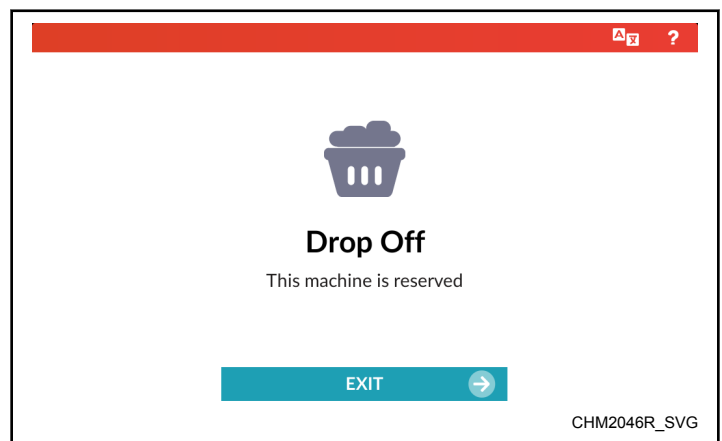 ?
Drop Off
This machine is reserved
EXIT
CHM2046R_SVG